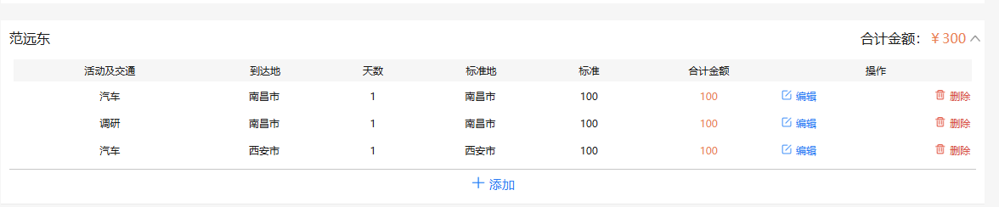 范远东 合计金额：￥300
活动及交通 到达地 天数 标准地 标准 合计金额 操作
汽车 南昌市 1 南昌市 100 100 编辑 删除
调研 南昌市 1 南昌市 100 100 编辑 删除
汽车 西安市 1 西安市 100 100 编辑 删除
添加